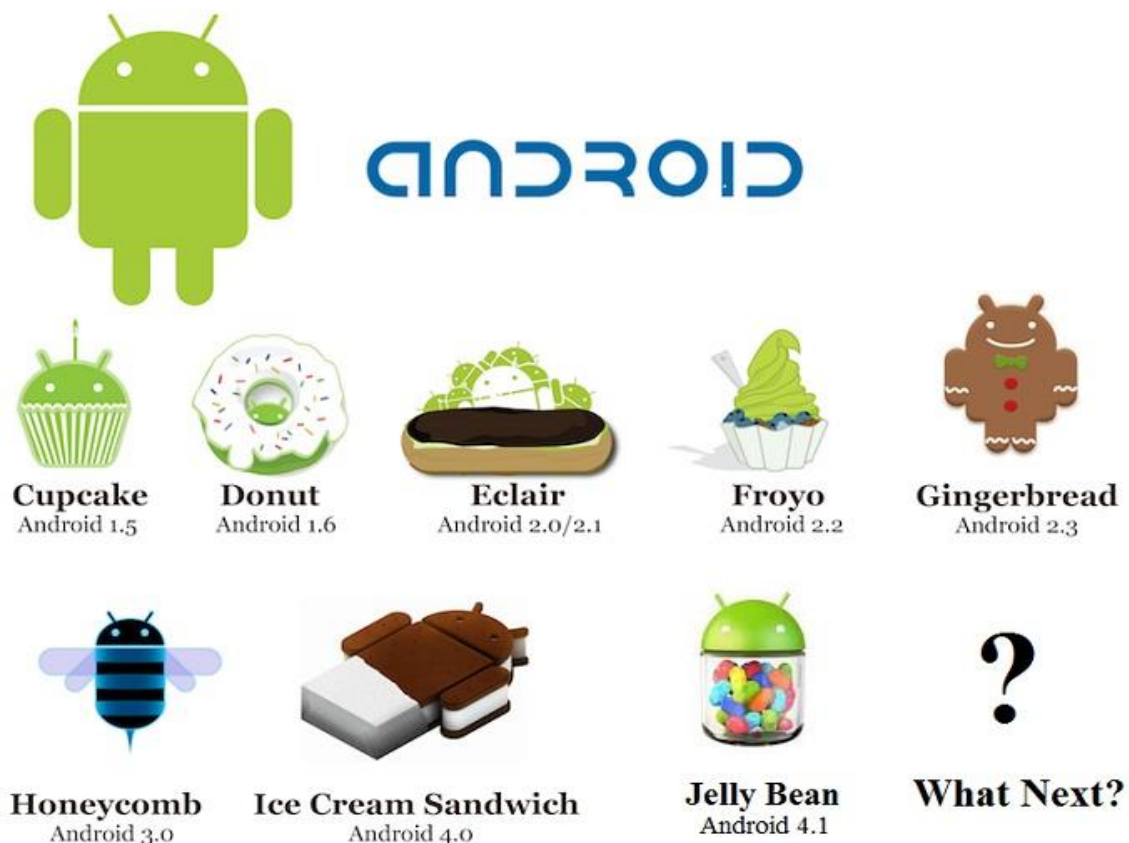 ANDROID
Cupcake
Android 1.5
Donut
Android 1.6
Eclair
Android 2.0/2.1
Froyo
Android 2.2
Gingerbread
Android 2.3
Honeycomb
Android 3.0
Ice Cream Sandwich
Android 4.0
Jelly Bean
Android 4.1
?
What Next?